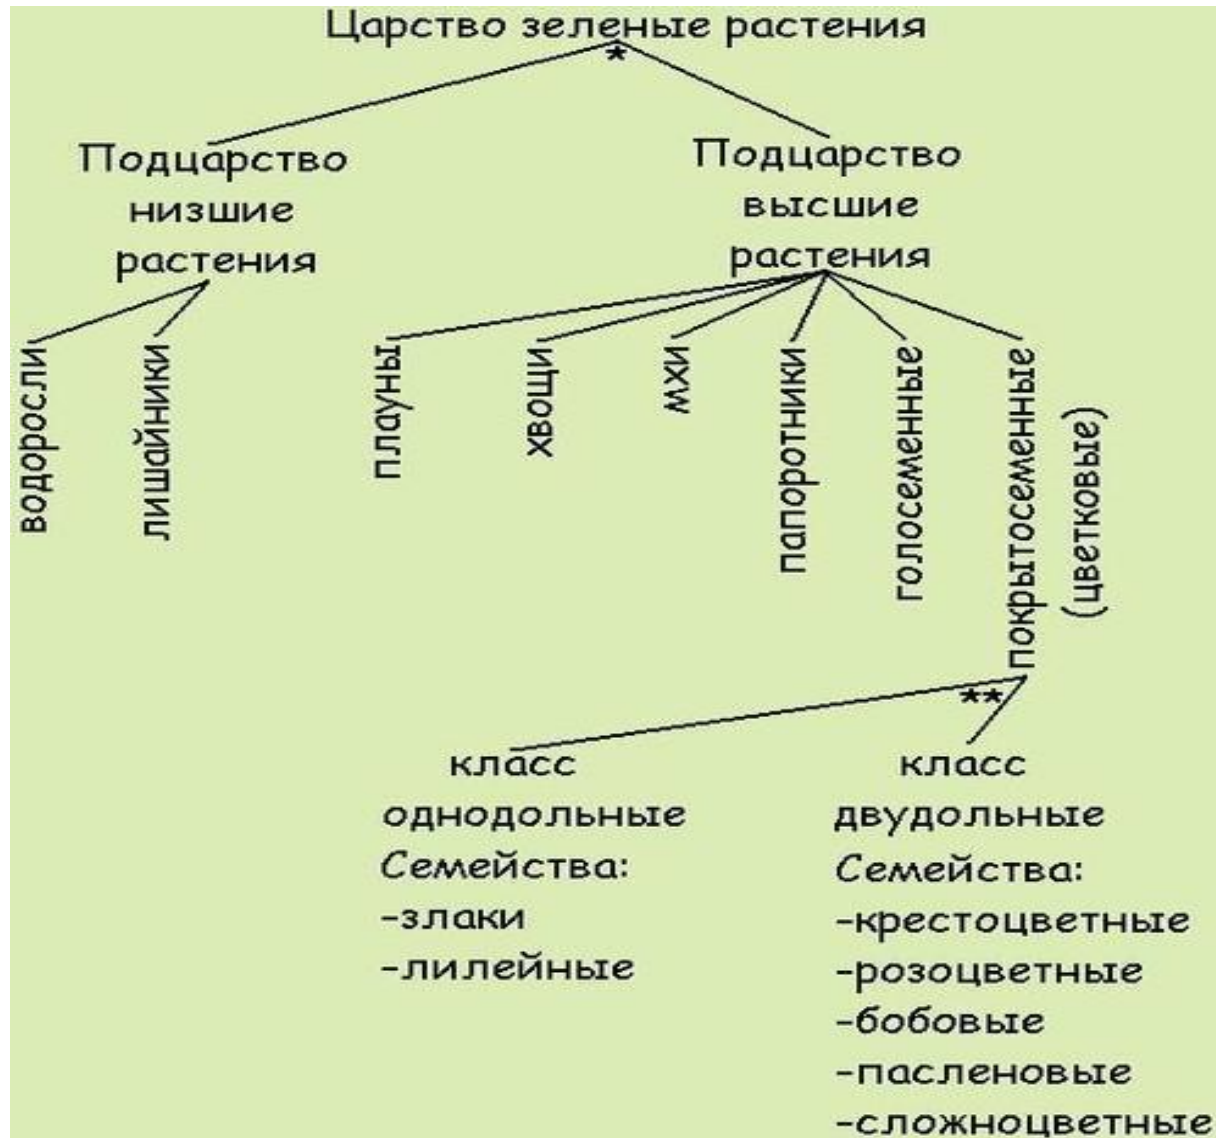 Царство зеленые растения
*
Подцарство
низшие
растения
Подцарство
высшие
растения
водоросли
лишайники
плауны
хвощи
мхи
папоротники
голосеменные
покрытосеменные
(цветковые)
**
класс
однодольные
Семейства:
-злаки
-лилейные
класс
двудольные
Семейства:
-крестоцветные
-розоцветные
-бобовые
-пасленовые
-сложноцветные